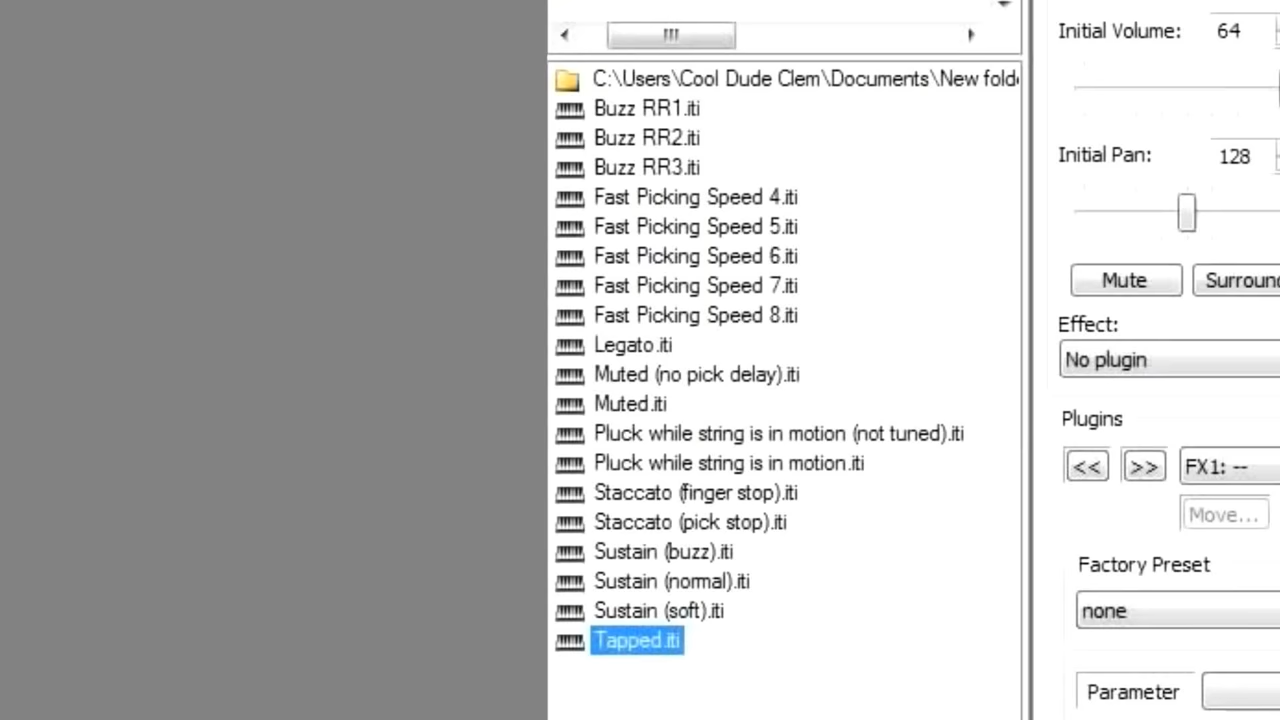 C:\Users\Cool Dude Clem\Documents\New
Buzz RR1.iti
Buzz RR2.iti
Buzz RR3.iti
Fast Picking Speed 4.iti
Fast Picking Speed 5.iti
Fast Picking Speed 6.iti
Fast Picking Speed 7.iti
Fast Picking Speed 8.iti
Legato.iti
Muted (no pick delay).iti
Muted.iti
Pluck while string is in motion (not tuned).iti
Pluck while string is in motion.iti
Staccato (finger stop).iti
Staccato (pick stop).iti
Sustain (buzz).iti
Sustain (normal).iti
Sustain (soft).iti
Tapped.iti
Initial Volume: 64
Initial Pan: 128
Mute
Effect:
No plugin
Plugins
<< >> FX1: --
Move...
Factory Preset
none
Parameter